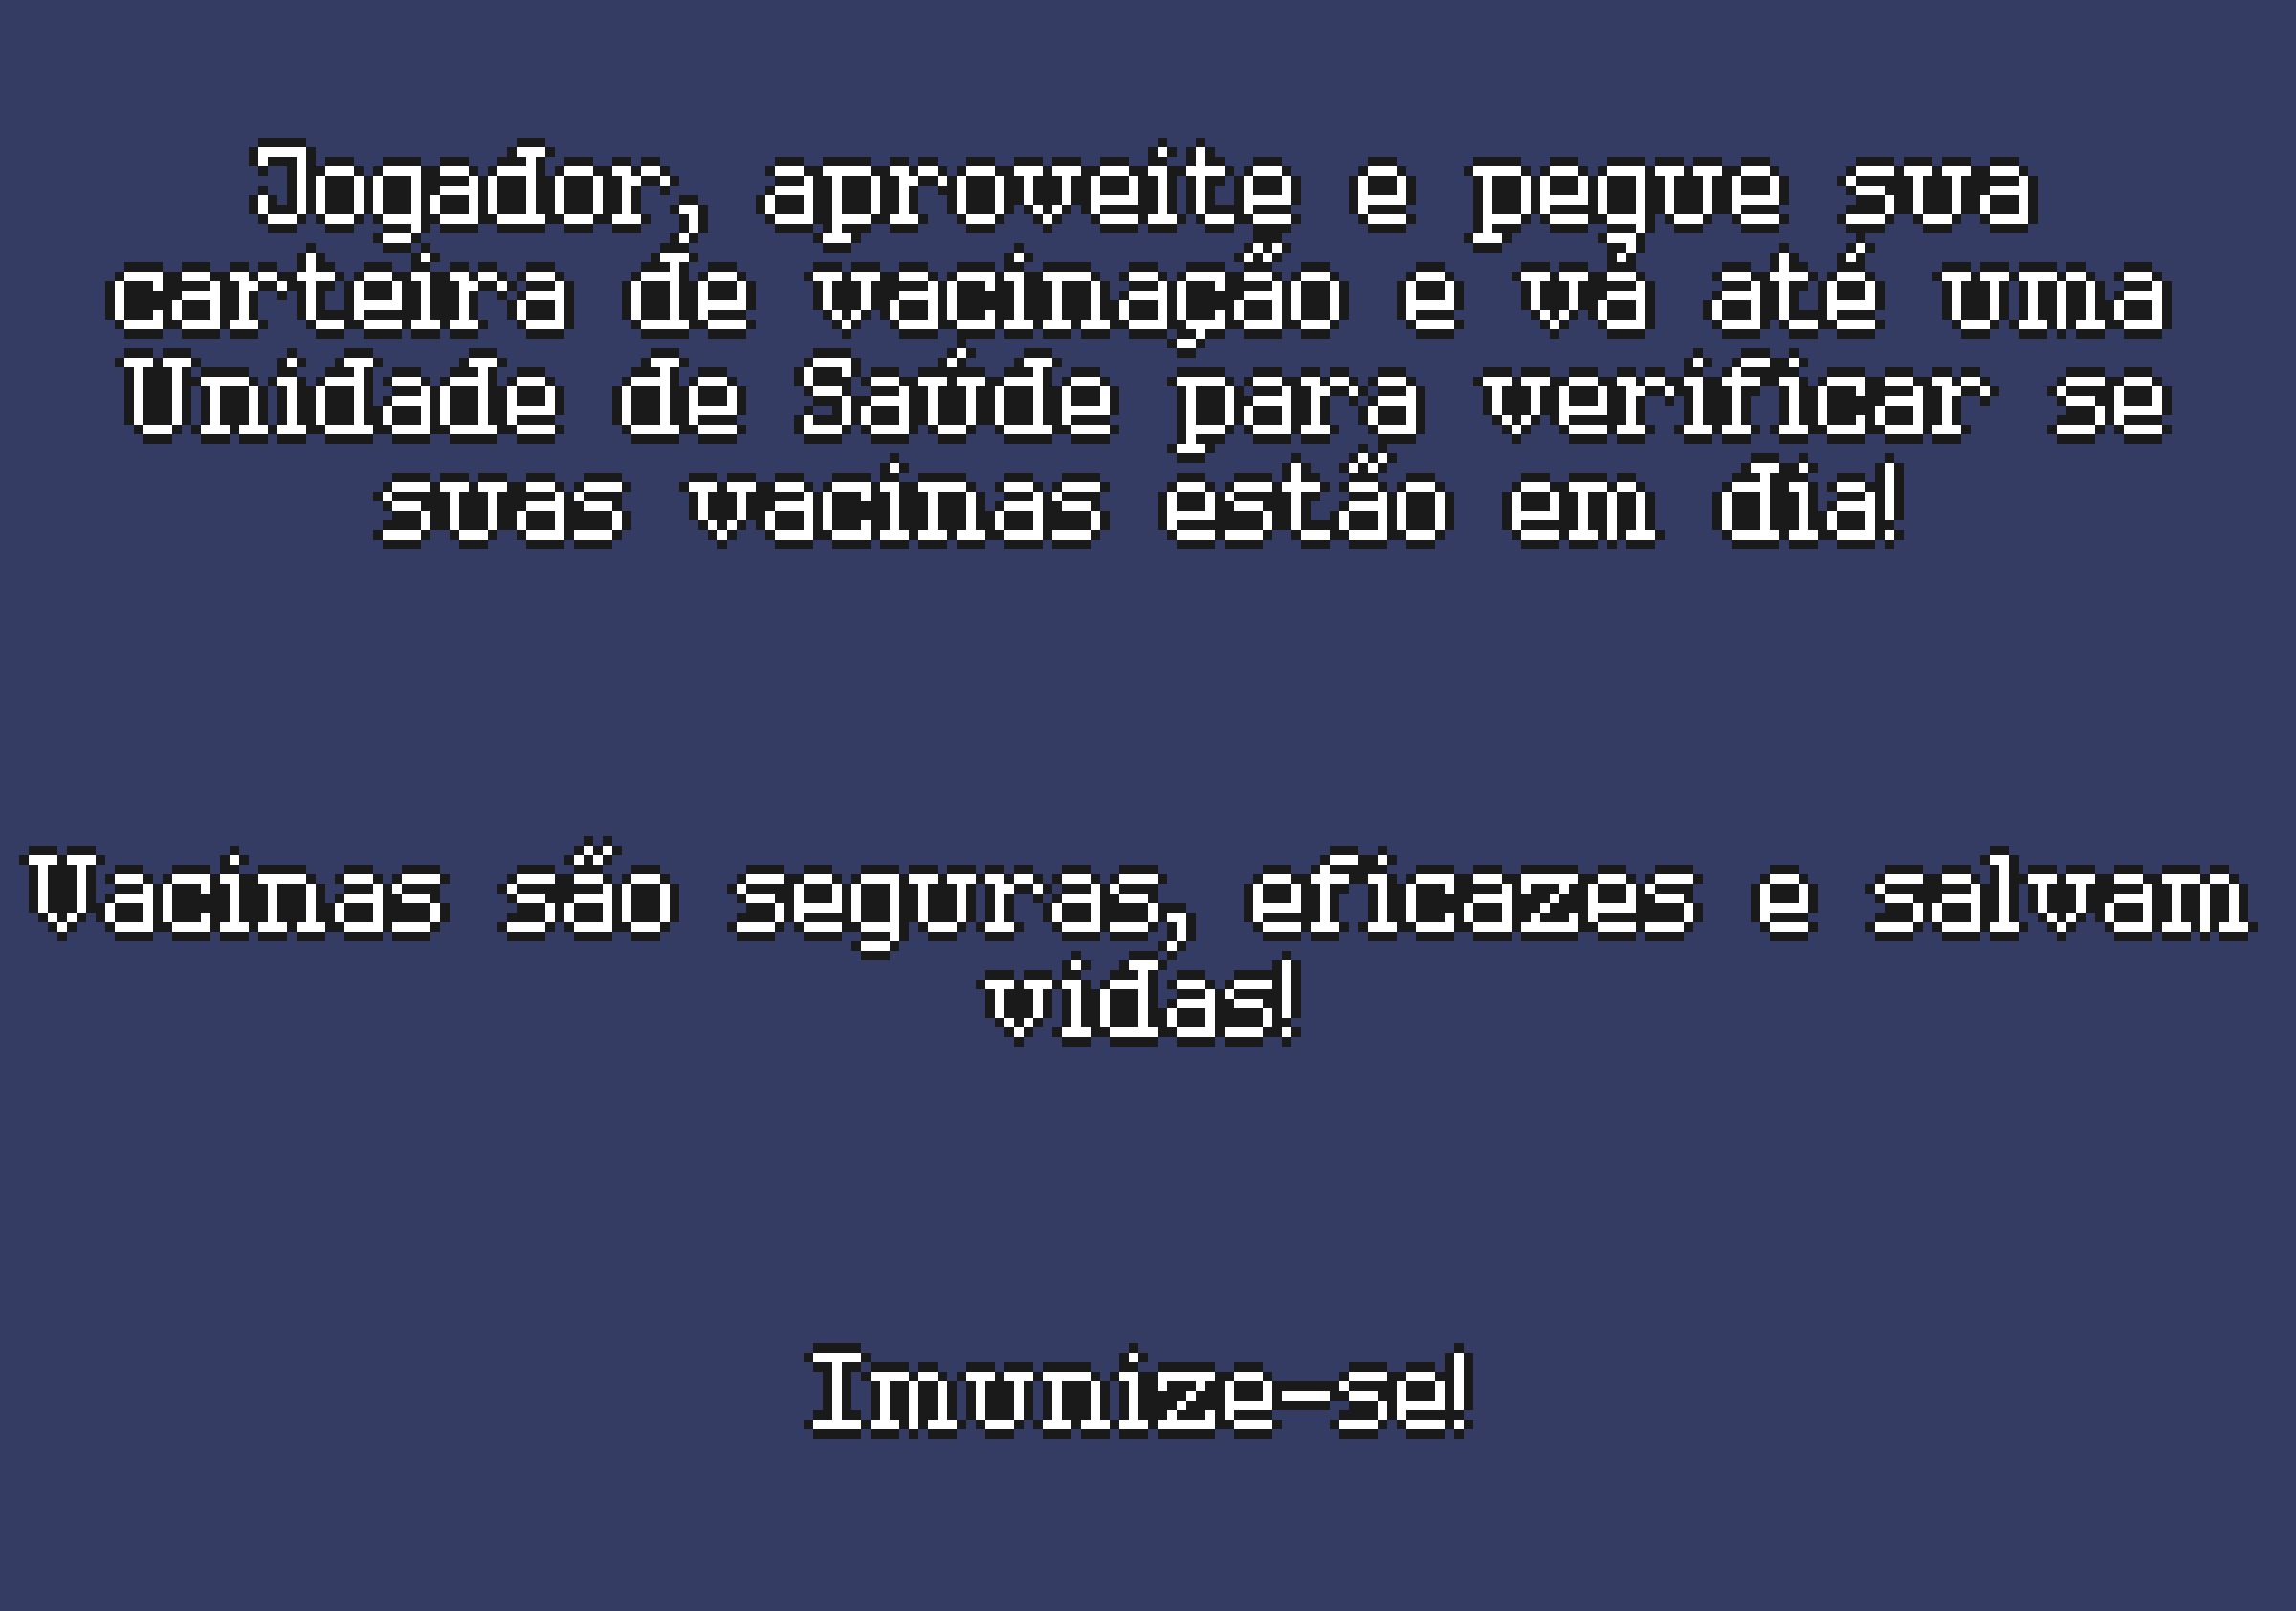 Jogador, aproveite e pegue sua
carteira de vacinação e vá até uma
Unidade de Saúde para verificar se
suas vacinas estão em dia!
Vacinas são seguras, eficazes e salvam
vidas!
Imunize-se!